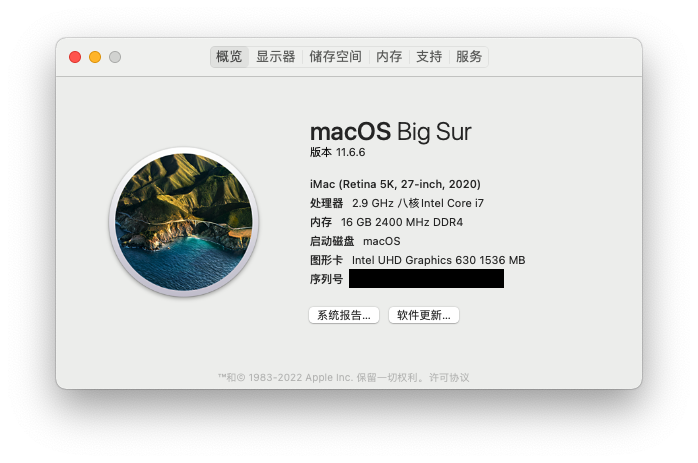 概览 显示器 储存空间 内存 支持 服务
macOS Big Sur
版本 11.6.6
iMac (Retina 5K, 27-inch, 2020)
处理器 2.9 GHz 八核Intel Core i7
内存 16 GB 2400 MHz DDR4
启动磁盘 macOS
图形卡 Intel UHD Graphics 630 1536 MB
序列号
系统报告... 软件更新...
™和© 1983-2022 Apple Inc. 保留一切权利。许可协议